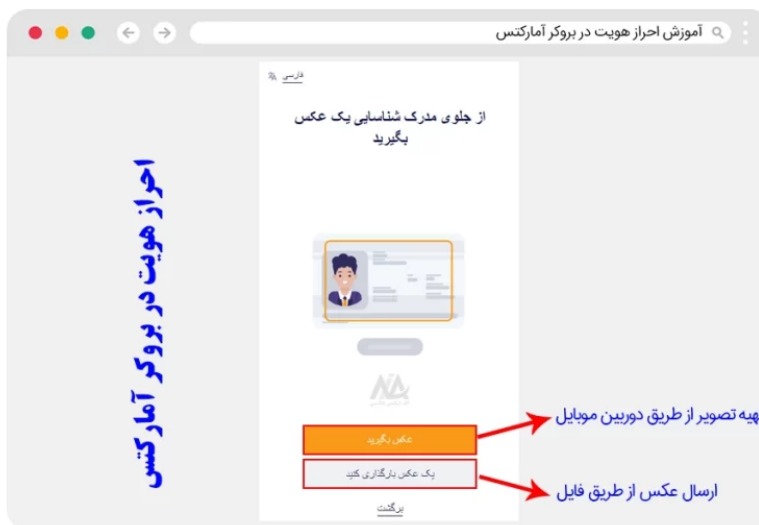 آموزش احراز هویت در بروکر آمارکتس
فارسی
از جلوی مدرک شناسایی یک عکس
بگیرید
احراز هویت در بروکر آمارکتس
عکس بگیرید
هیه تصویر از طریق دوربین موبایل
یک عکس بارگذاری کنید
ارسال عکس از طریق فایل
برگشت